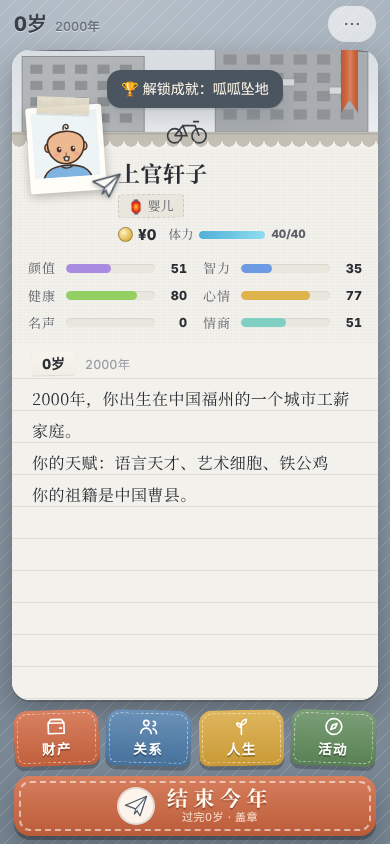 0岁 2000年 ...
🏆 解锁成就：呱呱坠地
上官轩子
🏮 婴儿
¥0 体力 40/40
颜值 51 智力 35
健康 80 心情 77
名声 0 情商 51
0岁 2000年
2000年，你出生在中国福州的一个城市工薪
家庭。
你的天赋：语言天才、艺术细胞、铁公鸡
你的祖籍是中国曹县。
财产 关系 人生 活动
结束今年
过完0岁 · 盖章